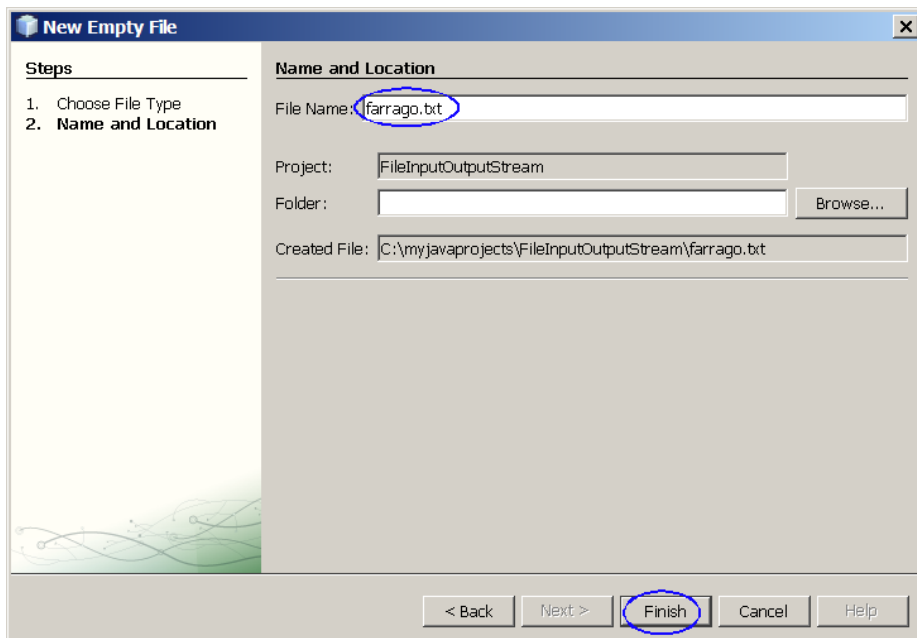 New Empty File
Steps
1. Choose File Type
2. Name and Location
Name and Location
File Name: farrago.txt
Project: FileInputOutputStream
Folder: Browse...
Created File: C:\myjavaprojects\FileInputOutputStream\farrago.txt
< Back Next > Finish Cancel Help